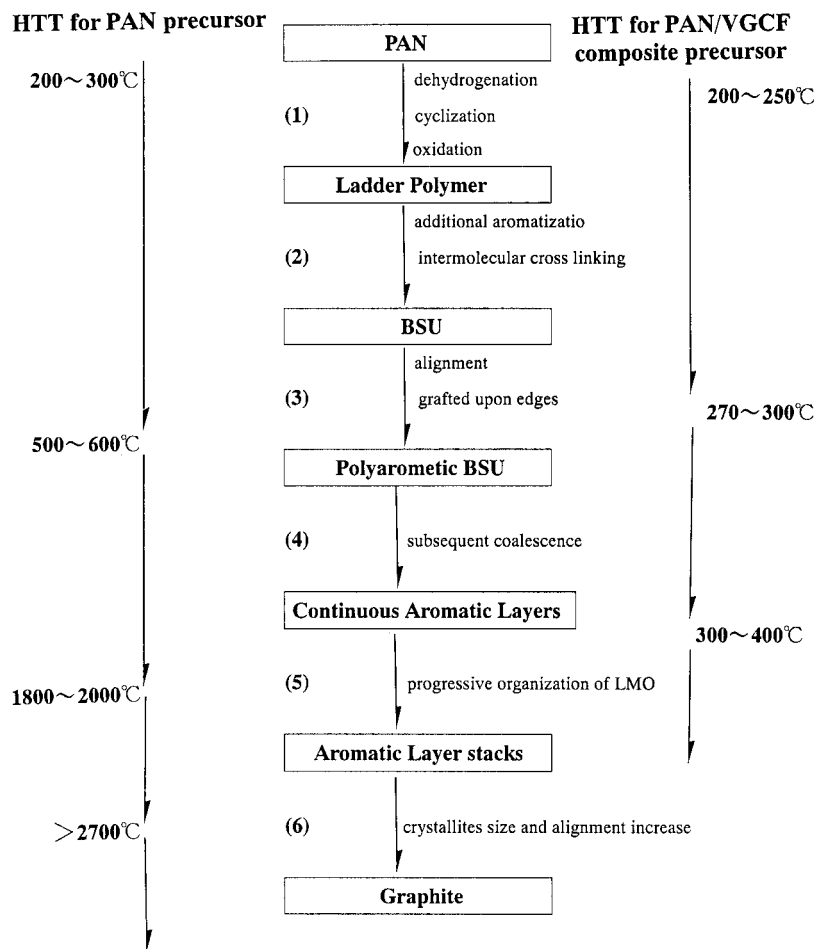 HTT for PAN precursor
HTT for PAN/VGCF
composite precursor
PAN
200～300℃
dehydrogenation
200～250℃
(1)
cyclization
oxidation
Ladder Polymer
additional aromatizatio
(2)
intermolecular cross linking
BSU
alignment
(3)
grafted upon edges
270～300℃
500～600℃
Polyarometic BSU
(4)
subsequent coalescence
Continuous Aromatic Layers
300～400℃
1800～2000℃
(5)
progressive organization of LMO
Aromatic Layer stacks
＞2700℃
(6)
crystallites size and alignment increase
Graphite